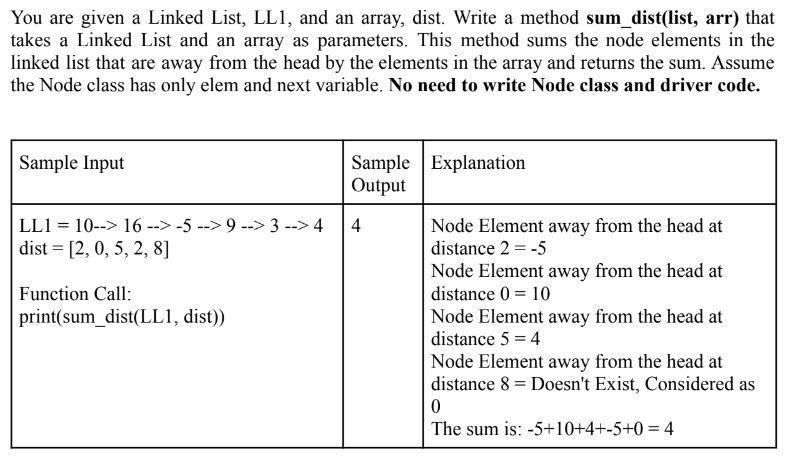 You are given a Linked List, LL1, and an array, dist. Write a method sum_dist(list, arr) that
takes a Linked List and an array as parameters. This method sums the node elements in the
linked list that are away from the head by the elements in the array and returns the sum. Assume
the Node class has only elem and next variable. No need to write Node class and driver code.
Sample Input
Sample
Output
Explanation
LL1 = 10--> 16 --> -5 --> 9 --> 3 --> 4
dist = [2, 0, 5, 2, 8]
Function Call:
print(sum_dist(LL1, dist))
4
Node Element away from the head at
distance 2 = -5
Node Element away from the head at
distance 0 = 10
Node Element away from the head at
distance 5 = 4
Node Element away from the head at
distance 8 = Doesn't Exist, Considered as
0
The sum is: -5+10+4+-5+0 = 4